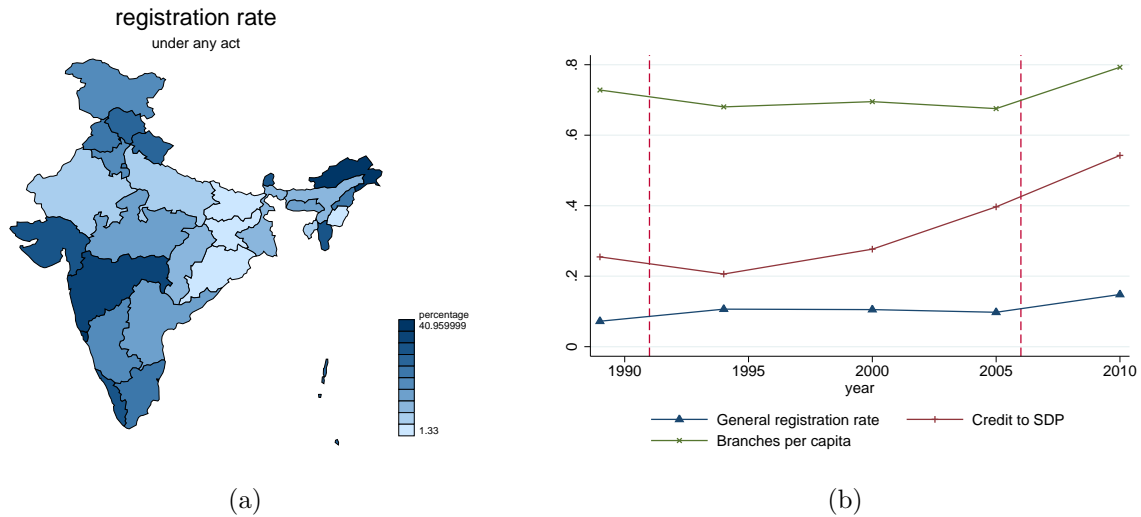 registration rate
under any act
percentage
40.959999
1.33
(a)
.8
.6
.4
.2
0
1990 1995 2000 2005 2010
year
General registration rate Credit to SDP
Branches per capita
(b)